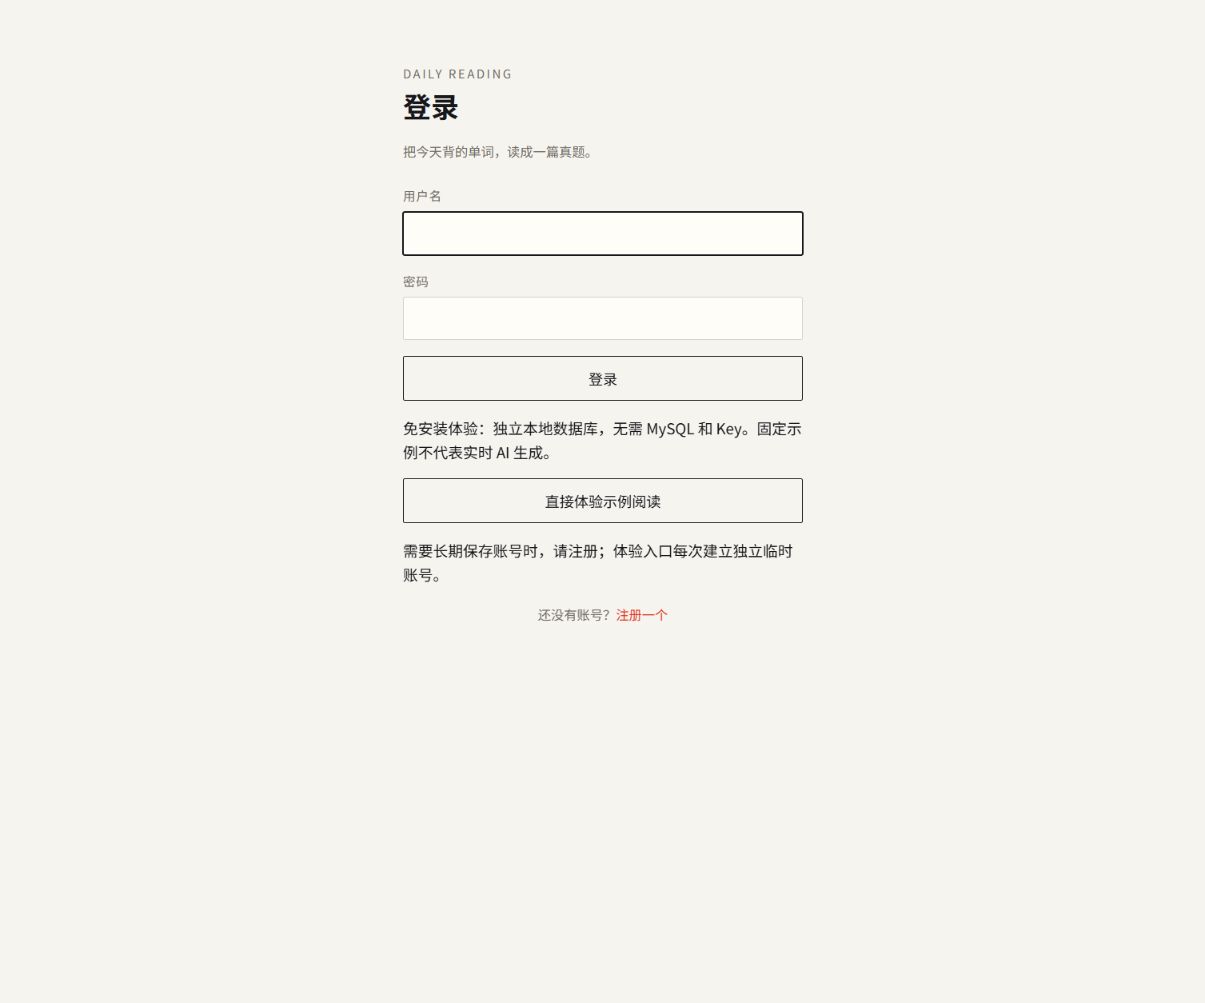 DAILY READING
登录
把今天背的单词，读成一篇真题。
用户名
密码
登录
免安装体验：独立本地数据库，无需 MySQL 和 Key。固定示
例不代表实时 AI 生成。
直接体验示例阅读
需要长期保存账号时，请注册；体验入口每次建立独立临时
账号。
还没有账号？注册一个